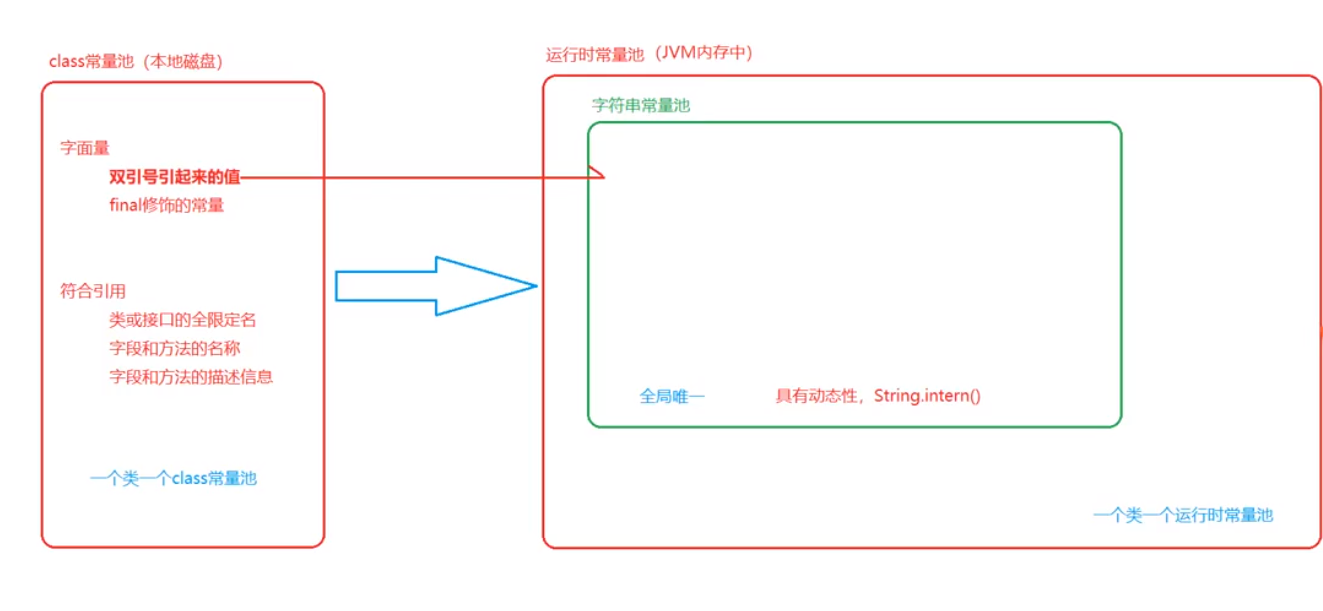 class常量池（本地磁盘）
字面量
双引号引起来的值
final修饰的常量
符合引用
类或接口的全限定名
字段和方法的名称
字段和方法的描述信息
一个类一个class常量池
运行时常量池（JVM内存中）
字符串常量池
全局唯一
具有动态性，String.intern()
一个类一个运行时常量池